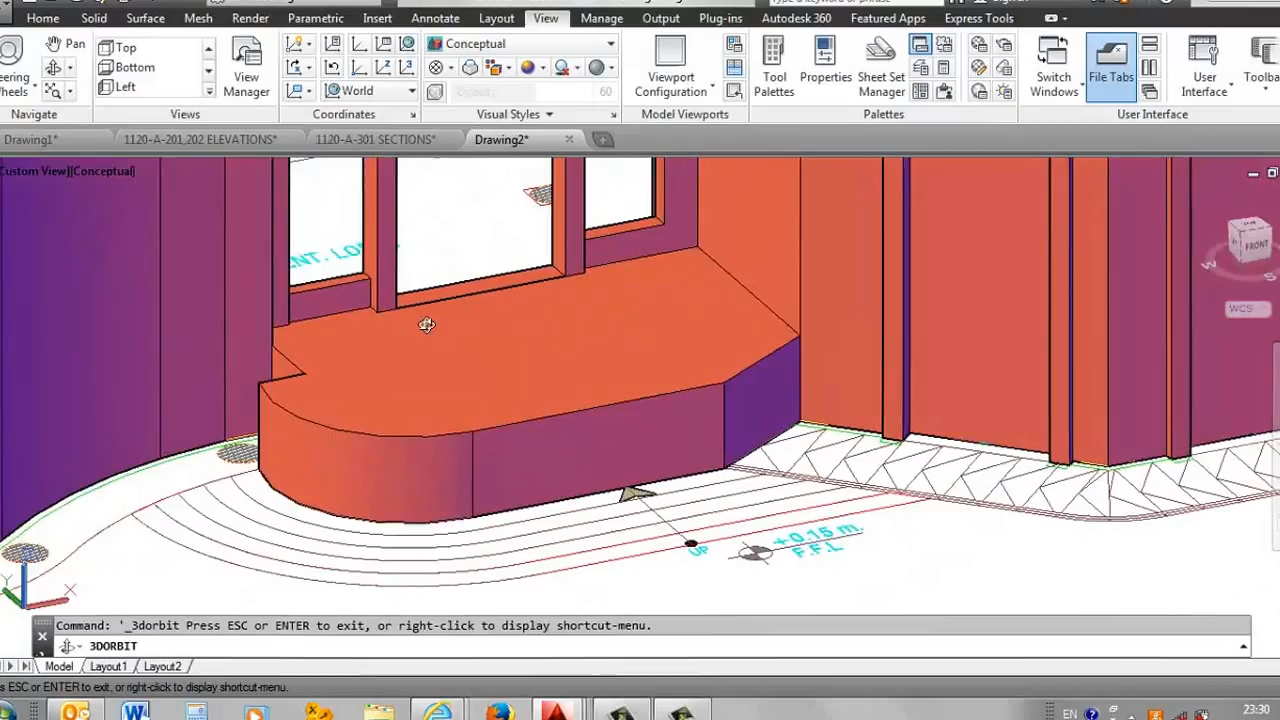 Home Solid Surface Mesh Render Parametric Insert Annotate Layout View Manage Output Plug-ins Autodesk 360 Featured Apps Express Tools
Pan
Top
Bottom
Left
View Manager
World
Conceptual
Opacity 60
Viewport Configuration
Tool Palettes
Properties
Sheet Set Manager
Switch Windows
File Tabs
User Interface
Navigate Views Coordinates Visual Styles Model Viewports Palettes User Interface
Drawing1* 1120-A-201,202 ELEVATIONS* 1120-A-301 SECTIONS* Drawing2*
Custom View][Conceptual]
FRONT
W
S
WCS
UP
+0.15 m.
F.F.L
X
Y
Command: '_3dorbit Press ESC or ENTER to exit, or right-click to display shortcut-menu.
3DORBIT
Model Layout1 Layout2
ESC or ENTER to exit, or right-click to display shortcut-menu.
EN 23:30